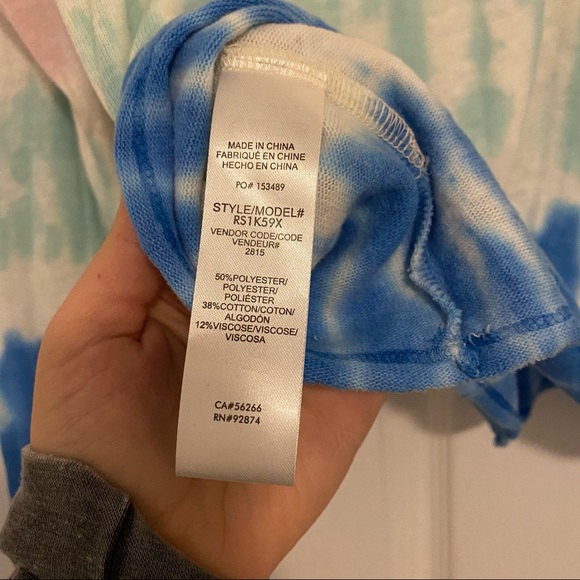 MADE IN CHINA
FABRIQUÉ EN CHINE
HECHO EN CHINA
PO# 153489
STYLE/MODEL#
RS1K59X
VENDOR CODE/CODE
VENDEUR#
2815
50%POLYESTER/
POLYESTER/
POLIÉSTER
38%COTTON/COTON/
ALGODÓN
12%VISCOSE/VISCOSE/
VISCOSA
CA#56266
RN#92874